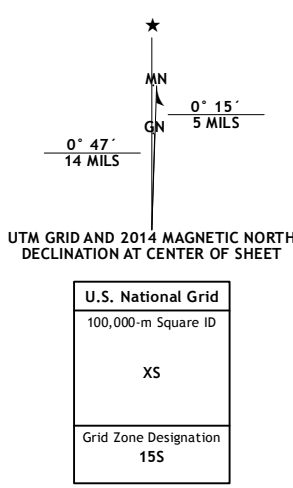 ★
MN
0° 15´
5 MILS
GN
0° 47´
14 MILS
UTM GRID AND 2014 MAGNETIC NORTH
DECLINATION AT CENTER OF SHEET
U.S. National Grid
100,000-m Square ID
XS
Grid Zone Designation
15S